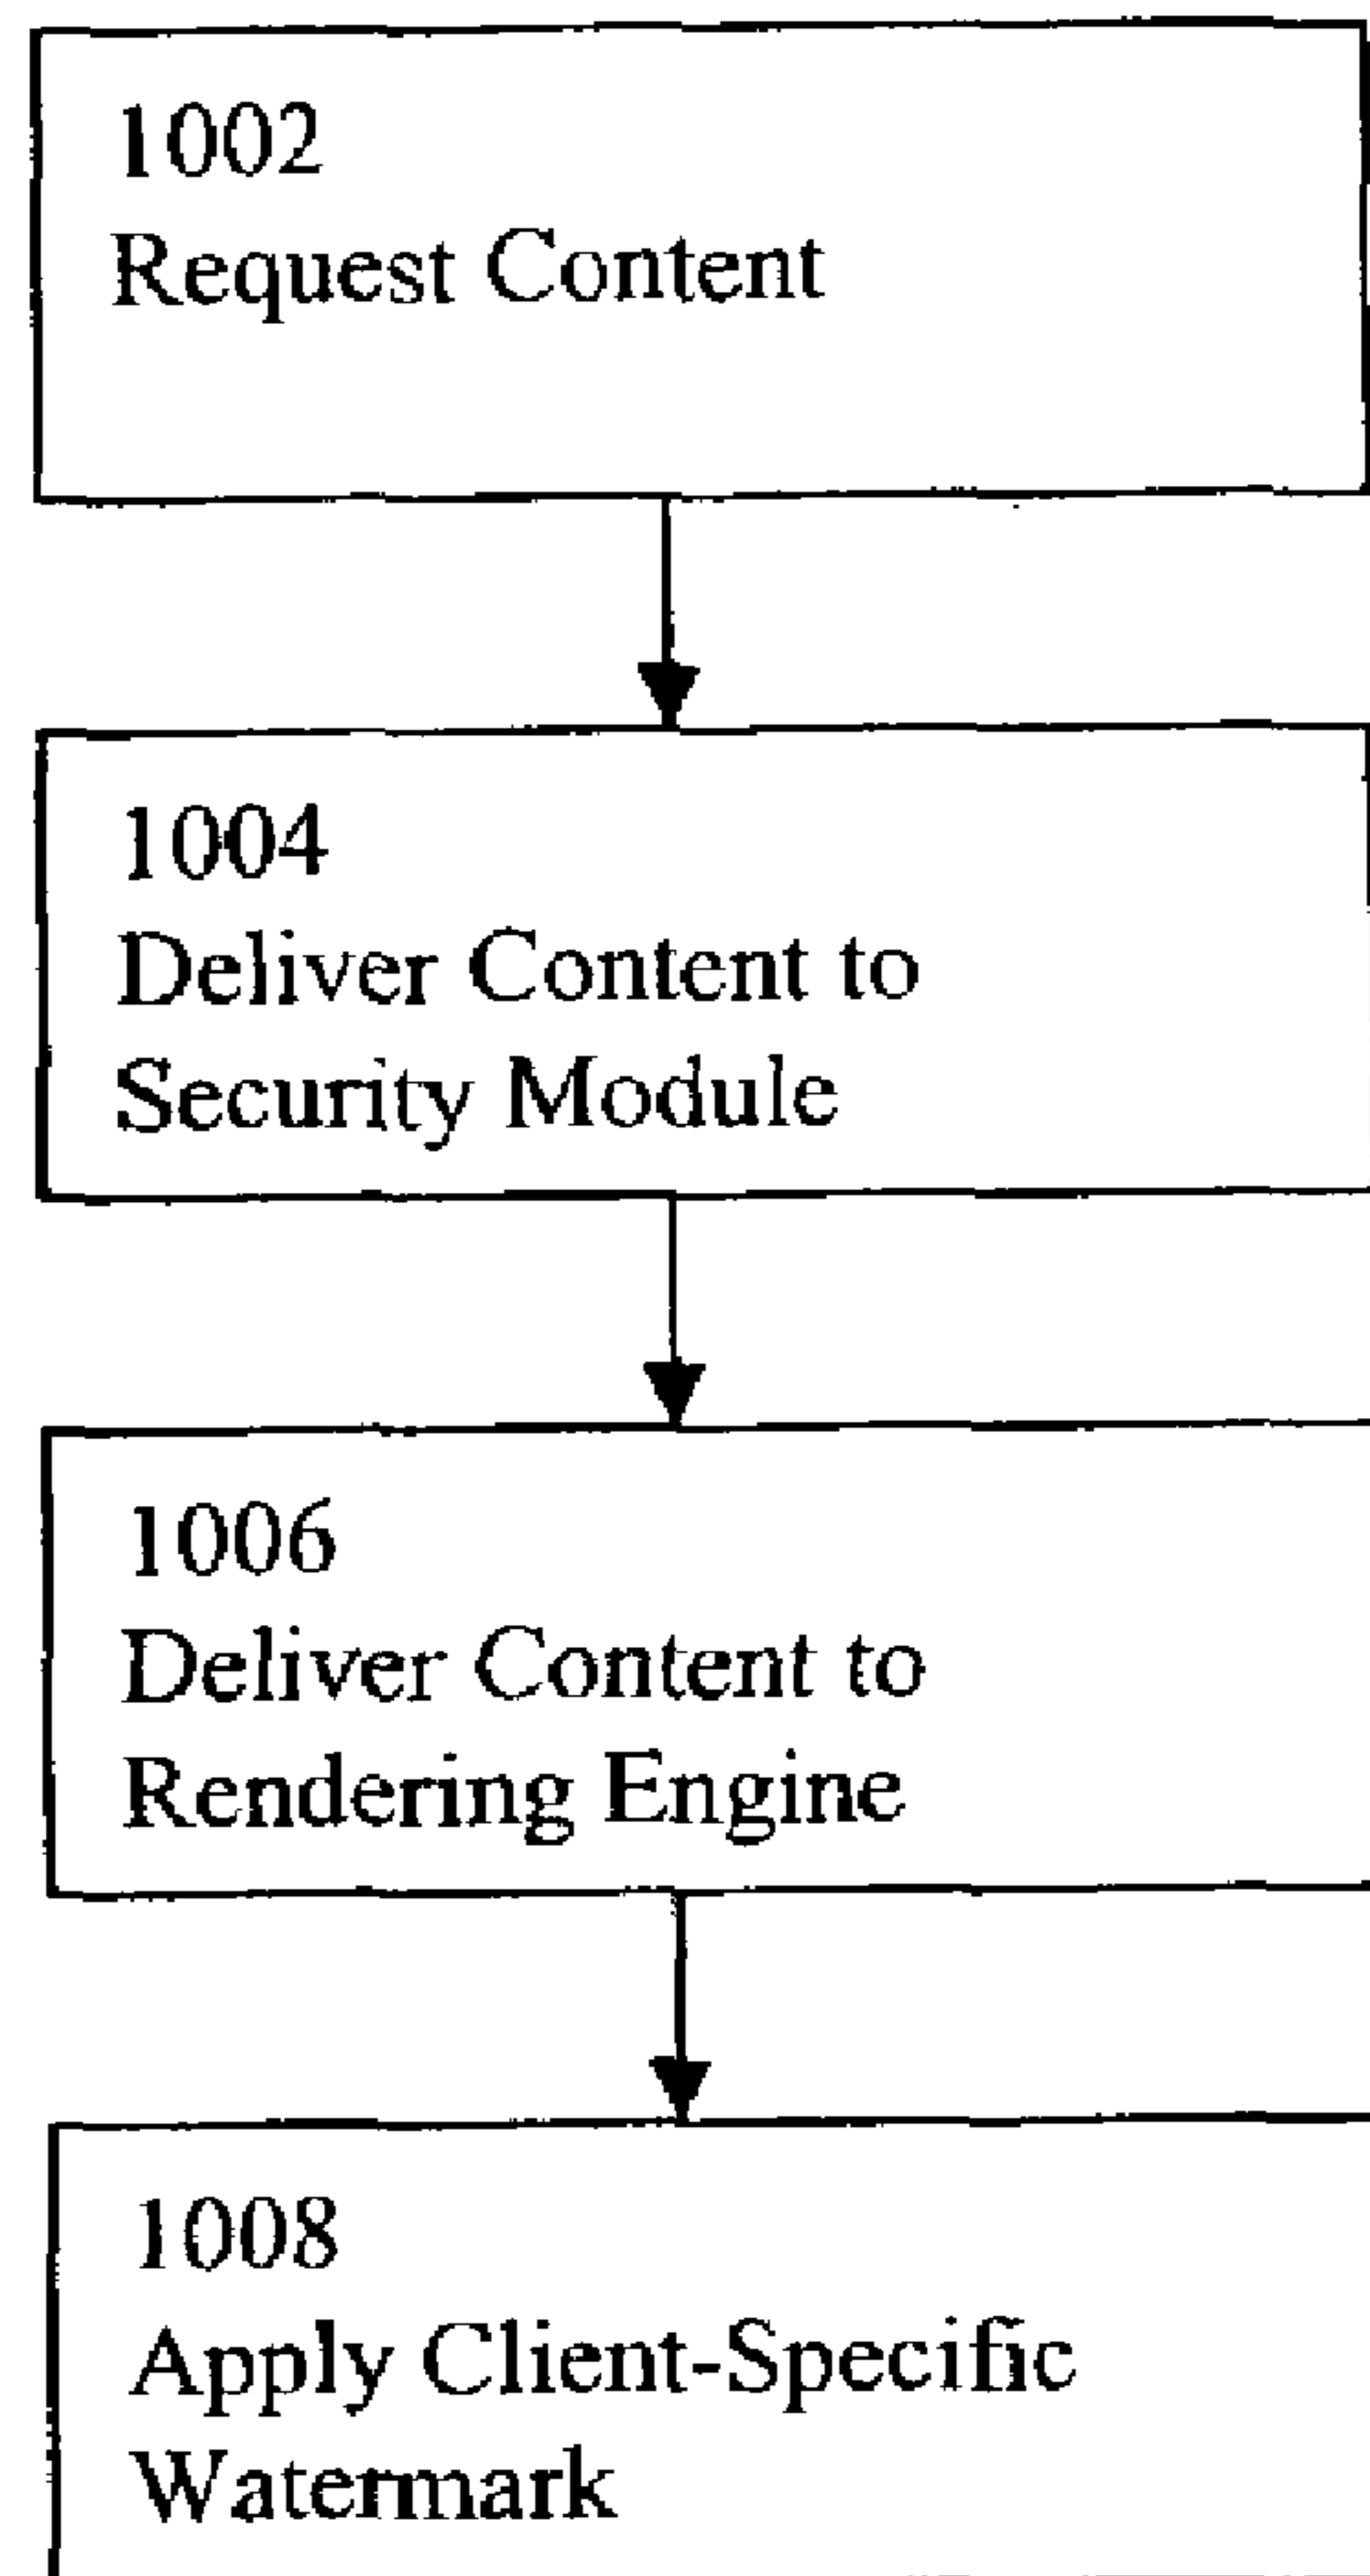 1002
Request Content
1004
Deliver Content to
Security Module
1006
Deliver Content to
Rendering Engine
1008
Apply Client-Specific
Watermark